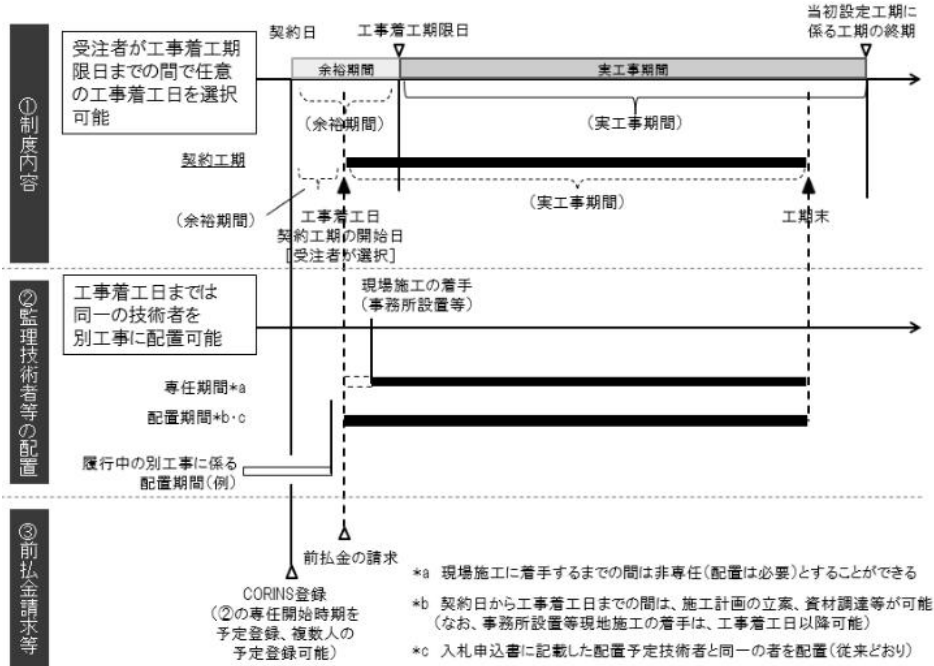 ①制度内容
受注者が工事着工期
限日までの間で任意
の工事着工日を選択
可能
契約日
工事着工期限日
当初設定工期に
係る工期の終期
余裕期間
実工事期間
(余裕期間)
(実工事期間)
契約工期
(余裕期間)
(実工事期間)
工事着工日
契約工期の開始日
[受注者が選択]
工期末
②監理技術者等の配置
工事着工日までは
同一の技術者を
別工事に配置可能
現場施工の着手
(事務所設置等)
専任期間*a
配置期間*b・c
履行中の別工事に係る
配置期間(例)
③前払金請求等
前払金の請求
CORINS登録
(②の専任開始時期を
予定登録、複数人の
予定登録可能)
*a 現場施工に着手するまでの間は非専任(配置は必要)とすることができる
*b 契約日から工事着工日までの間は、施工計画の立案、資材調達等が可能
(なお、事務所設置等現地施工の着手は、工事着工日以降可能)
*c 入札申込書に記載した配置予定技術者と同一の者を配置(従来どおり)